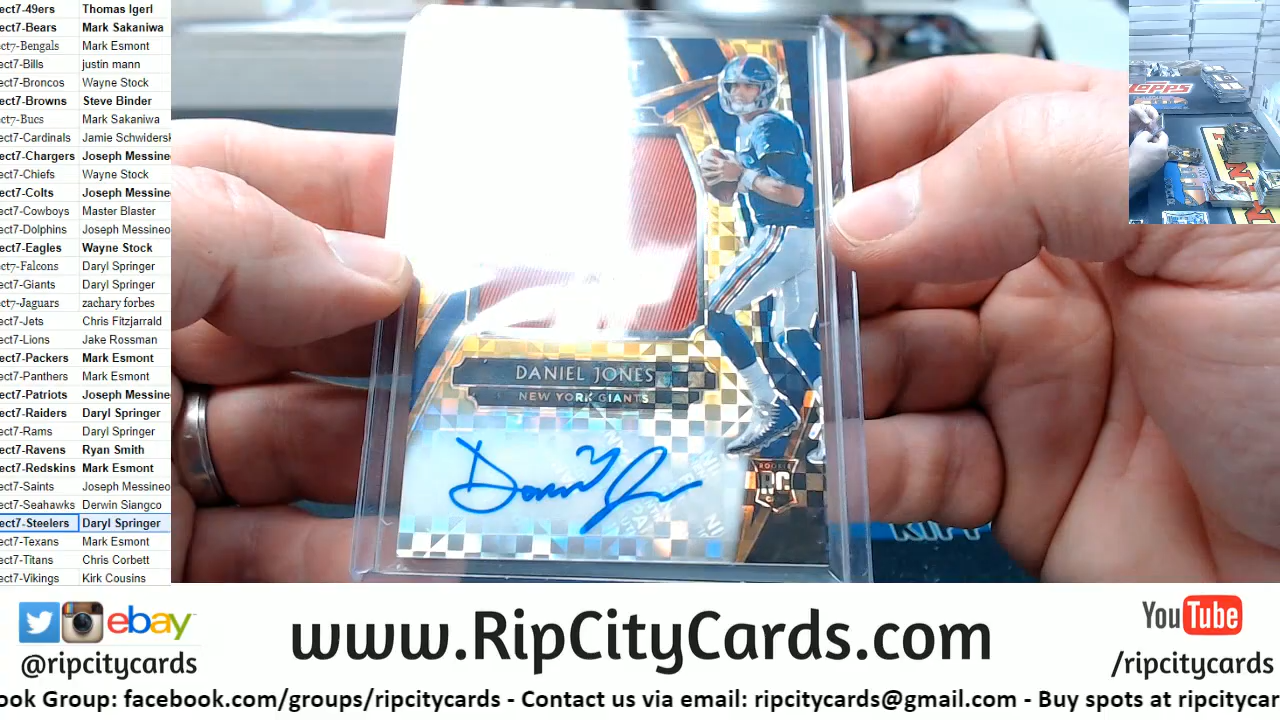 ect7-49ers Thomas Igerl
ect7-Bears Mark Sakaniwa
ect7-Bengals Mark Esmont
ect7-Bills justin mann
ect7-Broncos Wayne Stock
ect7-Browns Steve Binder
ect7-Bucs Mark Sakaniwa
ect7-Cardinals Jamie Schwidersk
ect7-Chargers Joseph Messineo
ect7-Chiefs Wayne Stock
ect7-Colts Joseph Messineo
ect7-Cowboys Master Blaster
ect7-Dolphins Joseph Messineo
ect7-Eagles Wayne Stock
ect7-Falcons Daryl Springer
ect7-Giants Daryl Springer
ect7-Jaguars zachary forbes
ect7-Jets Chris Fitzjarrald
ect7-Lions Jake Rossman
ect7-Packers Mark Esmont
ect7-Panthers Mark Esmont
ect7-Patriots Joseph Messineo
ect7-Raiders Daryl Springer
ect7-Rams Daryl Springer
ect7-Ravens Ryan Smith
ect7-Redskins Mark Esmont
ect7-Saints Joseph Messineo
ect7-Seahawks Derwin Siangco
ect7-Steelers Daryl Springer
ect7-Texans Mark Esmont
ect7-Titans Chris Corbett
ect7-Vikings Kirk Cousins
DANIEL JONES
NEW YORK GIANTS
ROOKIE
RC
TOPPS
ebay
@ripcitycards
www.RipCityCards.com
YouTube
/ripcitycards
ook Group: facebook.com/groups/ripcitycards - Contact us via email: ripcitycards@gmail.com - Buy spots at ripcitycar